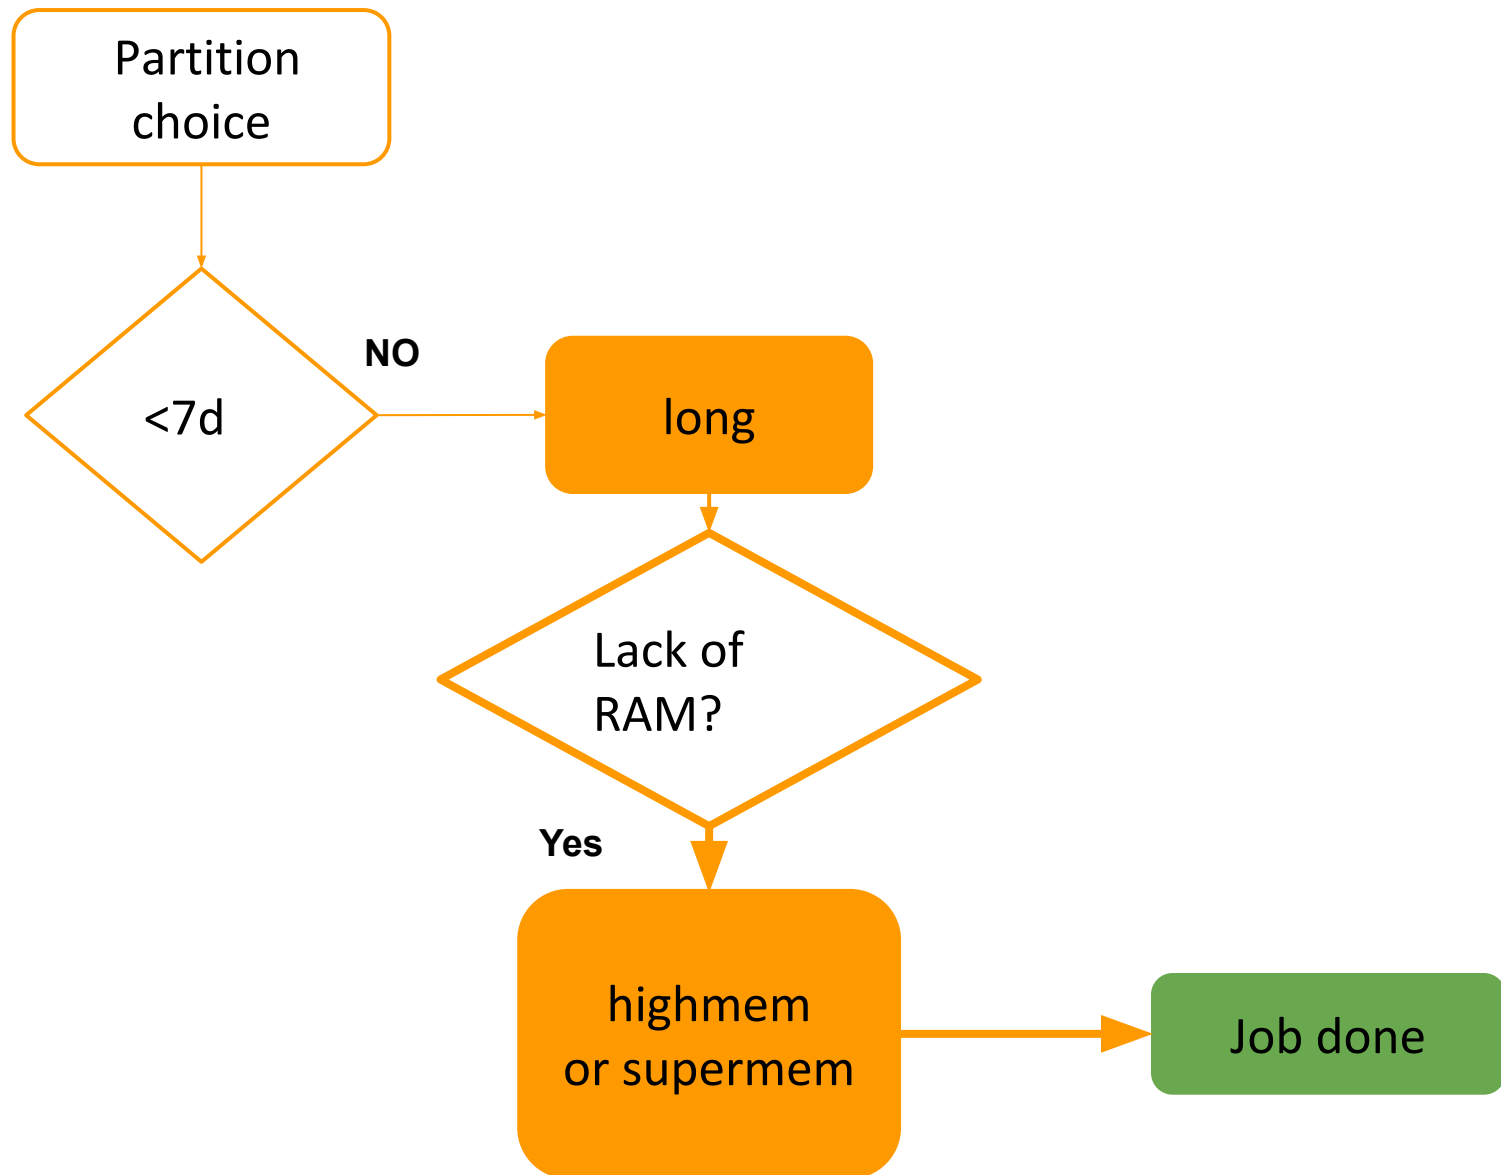 Partition
choice
NO
<7d
long
Lack of
RAM?
Yes
highmem
or supermem
Job done